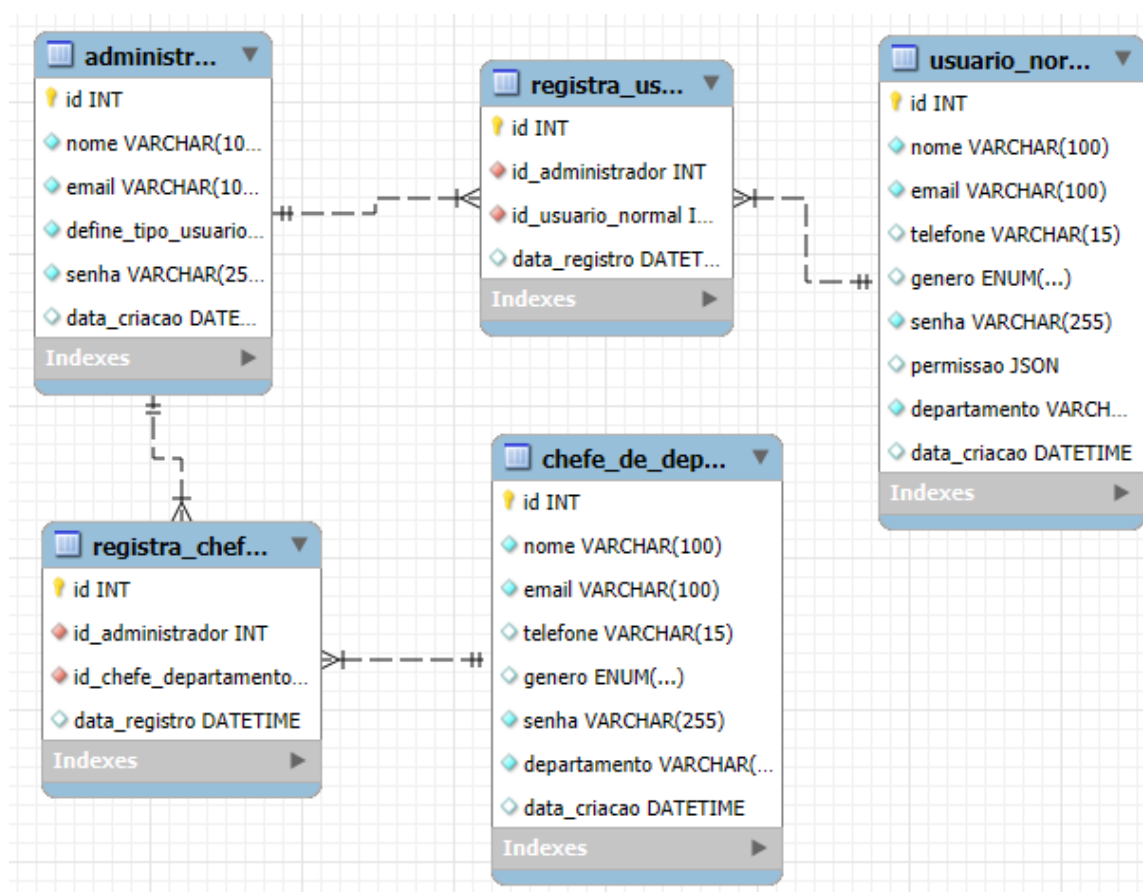 administr...
id INT
nome VARCHAR(10...
email VARCHAR(10...
define_tipo_usuario...
senha VARCHAR(25...
data_criacao DATE...
Indexes
registra_us...
id INT
id_administrador INT
id_usuario_normal I...
data_registro DATET...
Indexes
usuario_nor...
id INT
nome VARCHAR(100)
email VARCHAR(100)
telefone VARCHAR(15)
genero ENUM(...)
senha VARCHAR(255)
permissao JSON
departamento VARCH...
data_criacao DATETIME
Indexes
registra_chef...
id INT
id_administrador INT
id_chefe_departamento...
data_registro DATETIME
Indexes
chefe_de_dep...
id INT
nome VARCHAR(100)
email VARCHAR(100)
telefone VARCHAR(15)
genero ENUM(...)
senha VARCHAR(255)
departamento VARCHAR(...
data_criacao DATETIME
Indexes